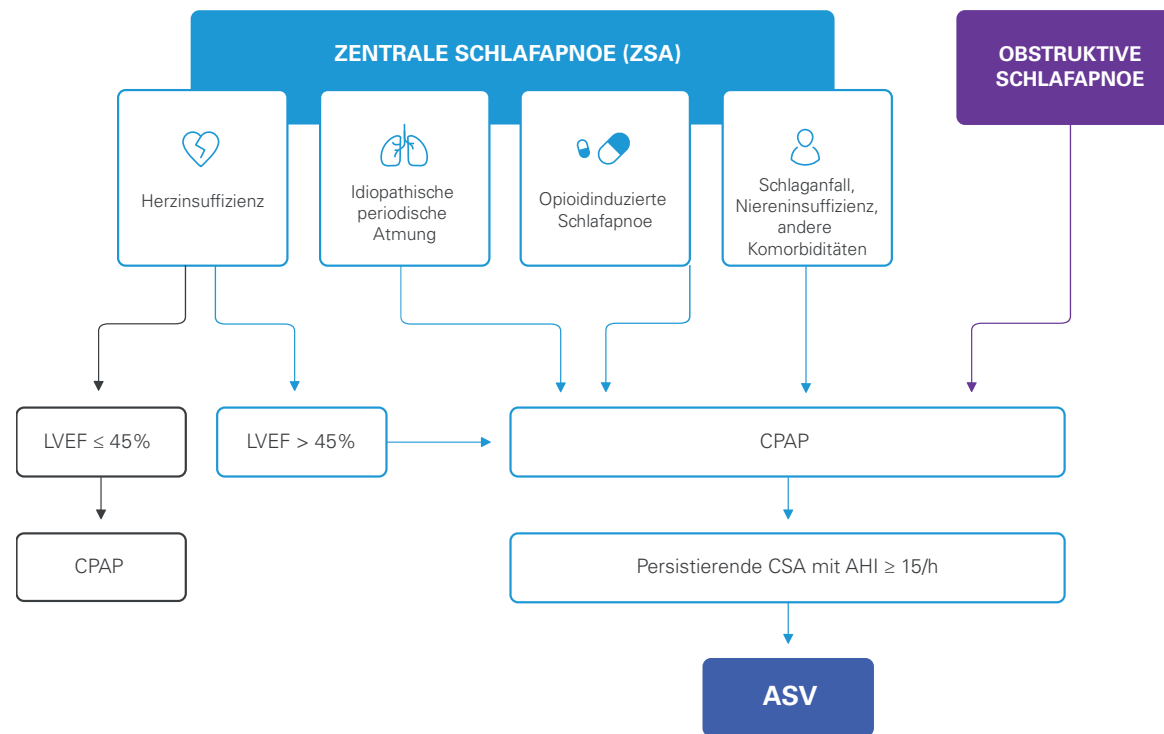 ZENTRALE SCHLAFAPNOE (ZSA)
OBSTRUKTIVE
SCHLAFAPNOE
Herzinsuffizienz
Idiopathische
periodische
Atmung
Opioidinduzierte
Schlafapnoe
Schlaganfall,
Niereninsuffizienz,
andere
Komorbiditäten
LVEF ≤ 45%
LVEF > 45%
CPAP
CPAP
Persistierende CSA mit AHI ≥ 15/h
ASV